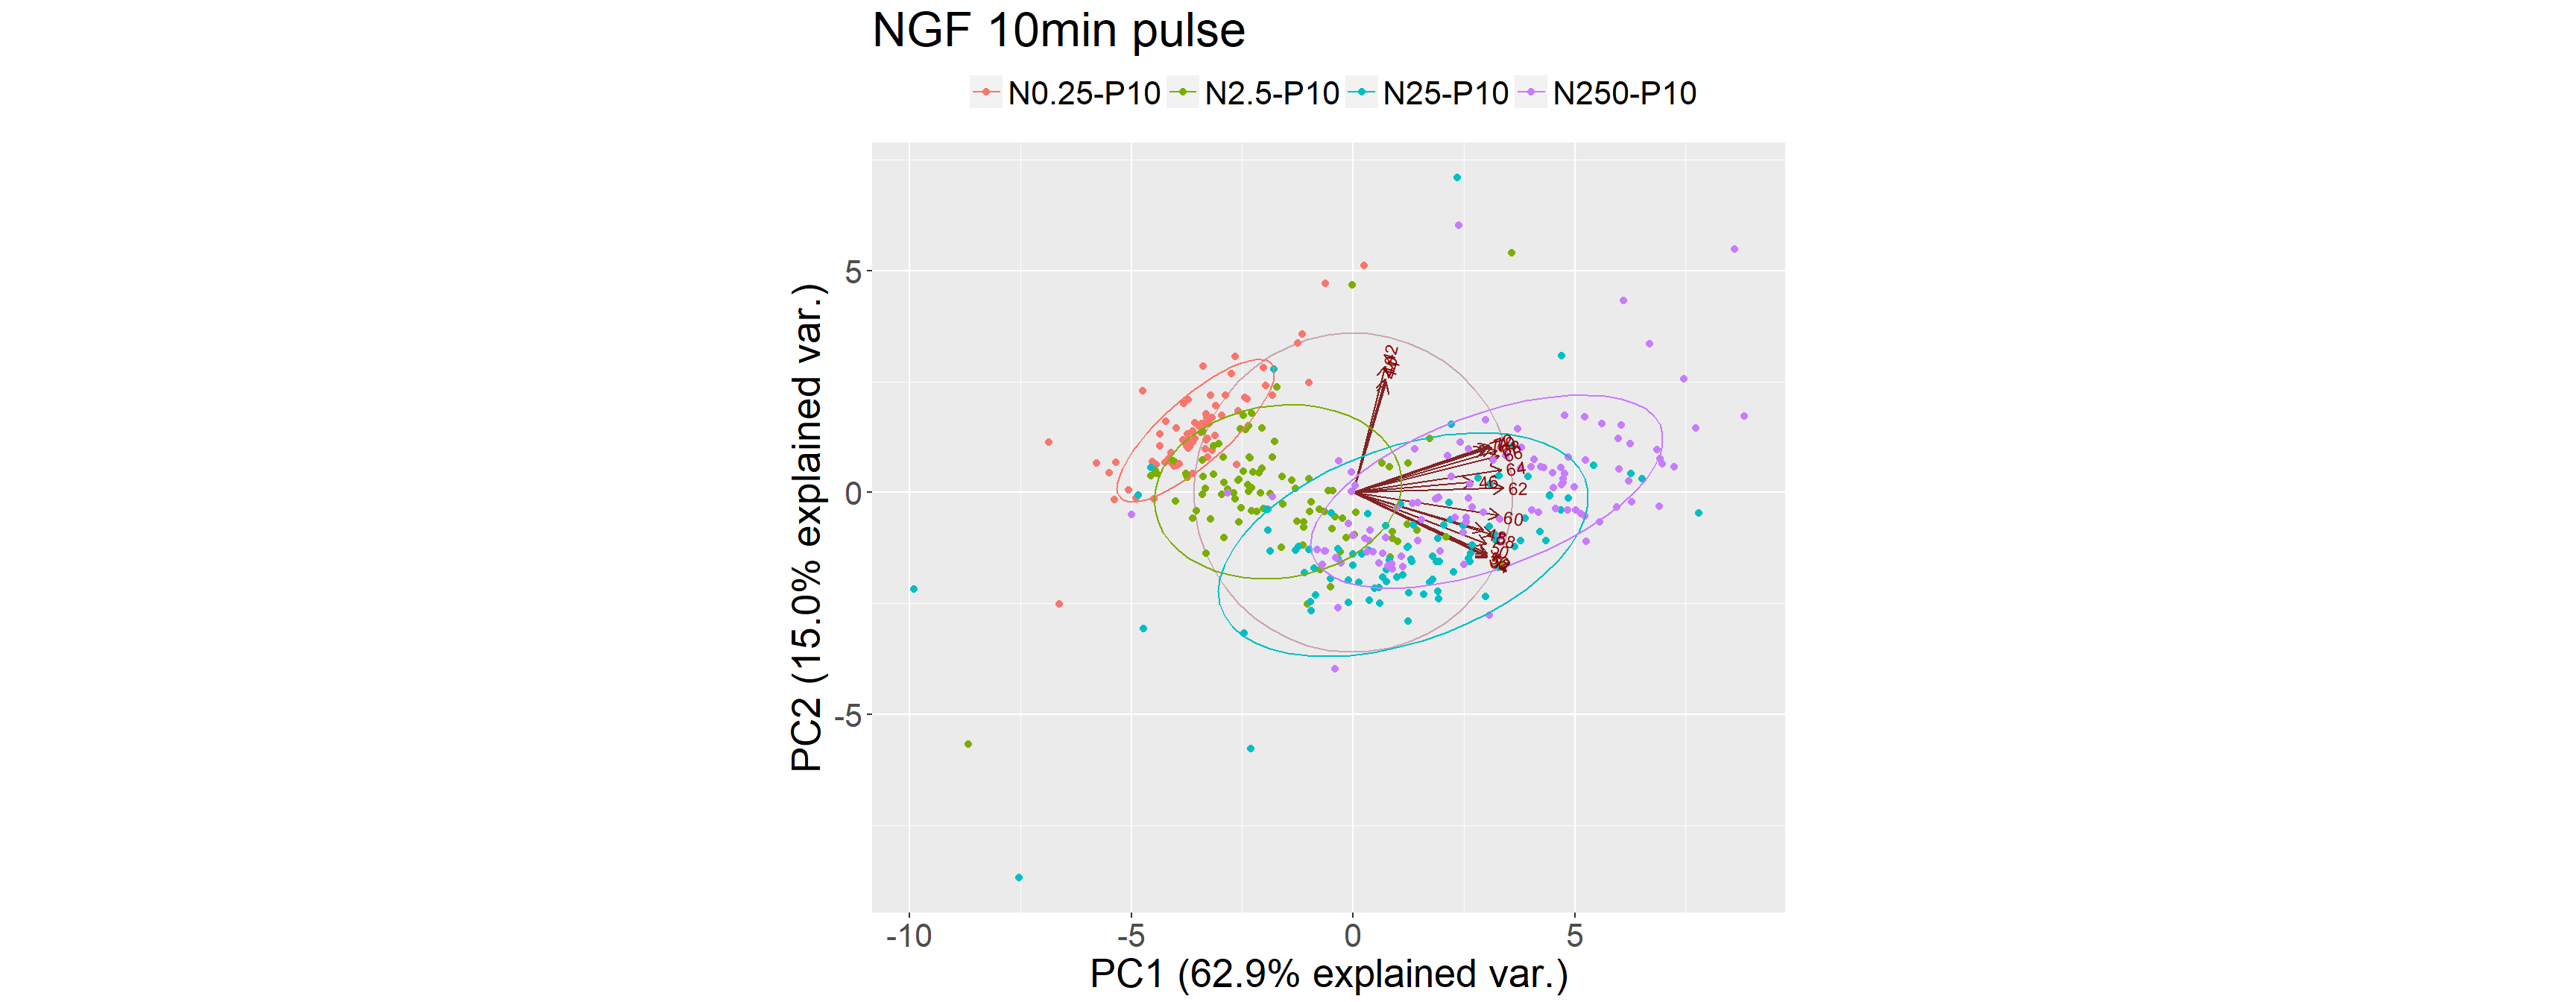 NGF 10min pulse
N0.25-P10 N2.5-P10 N25-P10 N250-P10
PC2 (15.0% explained var.)
5
0
-5
66
64
46
62
60
-10 -5 0 5
PC1 (62.9% explained var.)